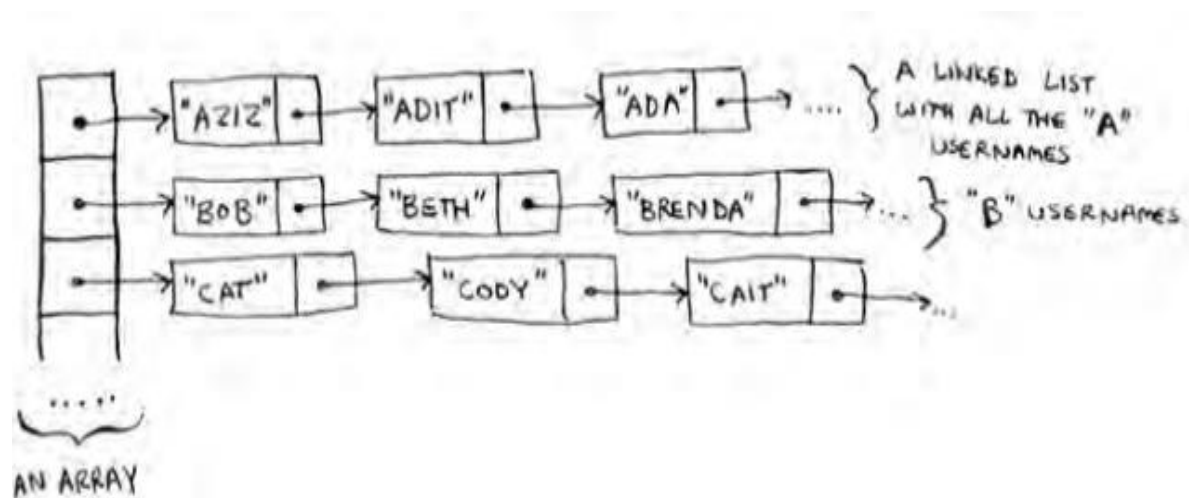 "AZIZ" "ADIT" "ADA" .... A LINKED LIST
WITH ALL THE "A"
USERNAMES
"BOB" "BETH" "BRENDA" ... "B" USERNAMES
"CAT" "CODY" "CAIT" ...
.....
AN ARRAY